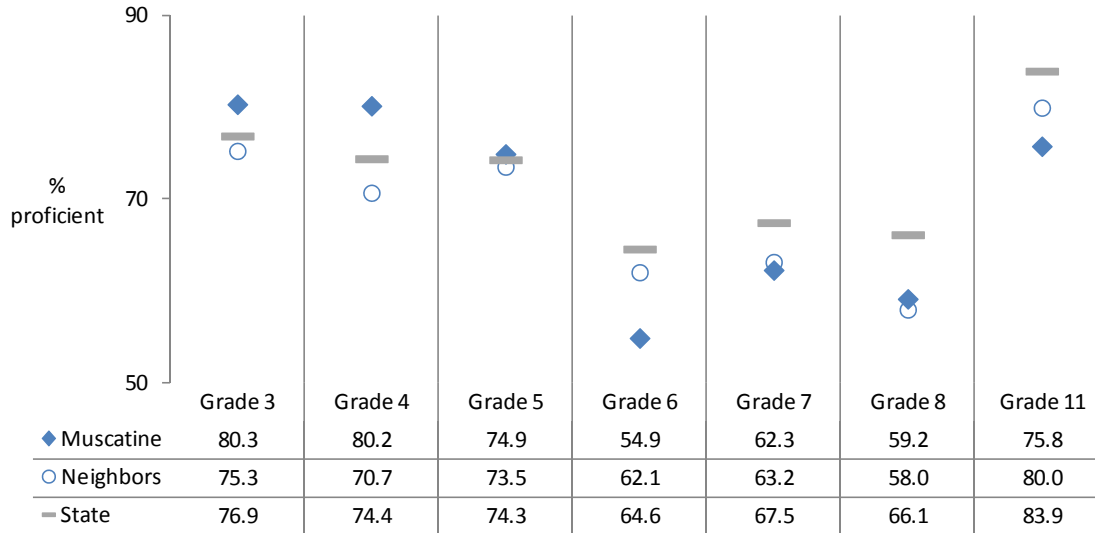 90
70
50
%
proficient
Grade 3 Grade 4 Grade 5 Grade 6 Grade 7 Grade 8 Grade 11
Muscatine 80.3 80.2 74.9 54.9 62.3 59.2 75.8
Neighbors 75.3 70.7 73.5 62.1 63.2 58.0 80.0
State 76.9 74.4 74.3 64.6 67.5 66.1 83.9